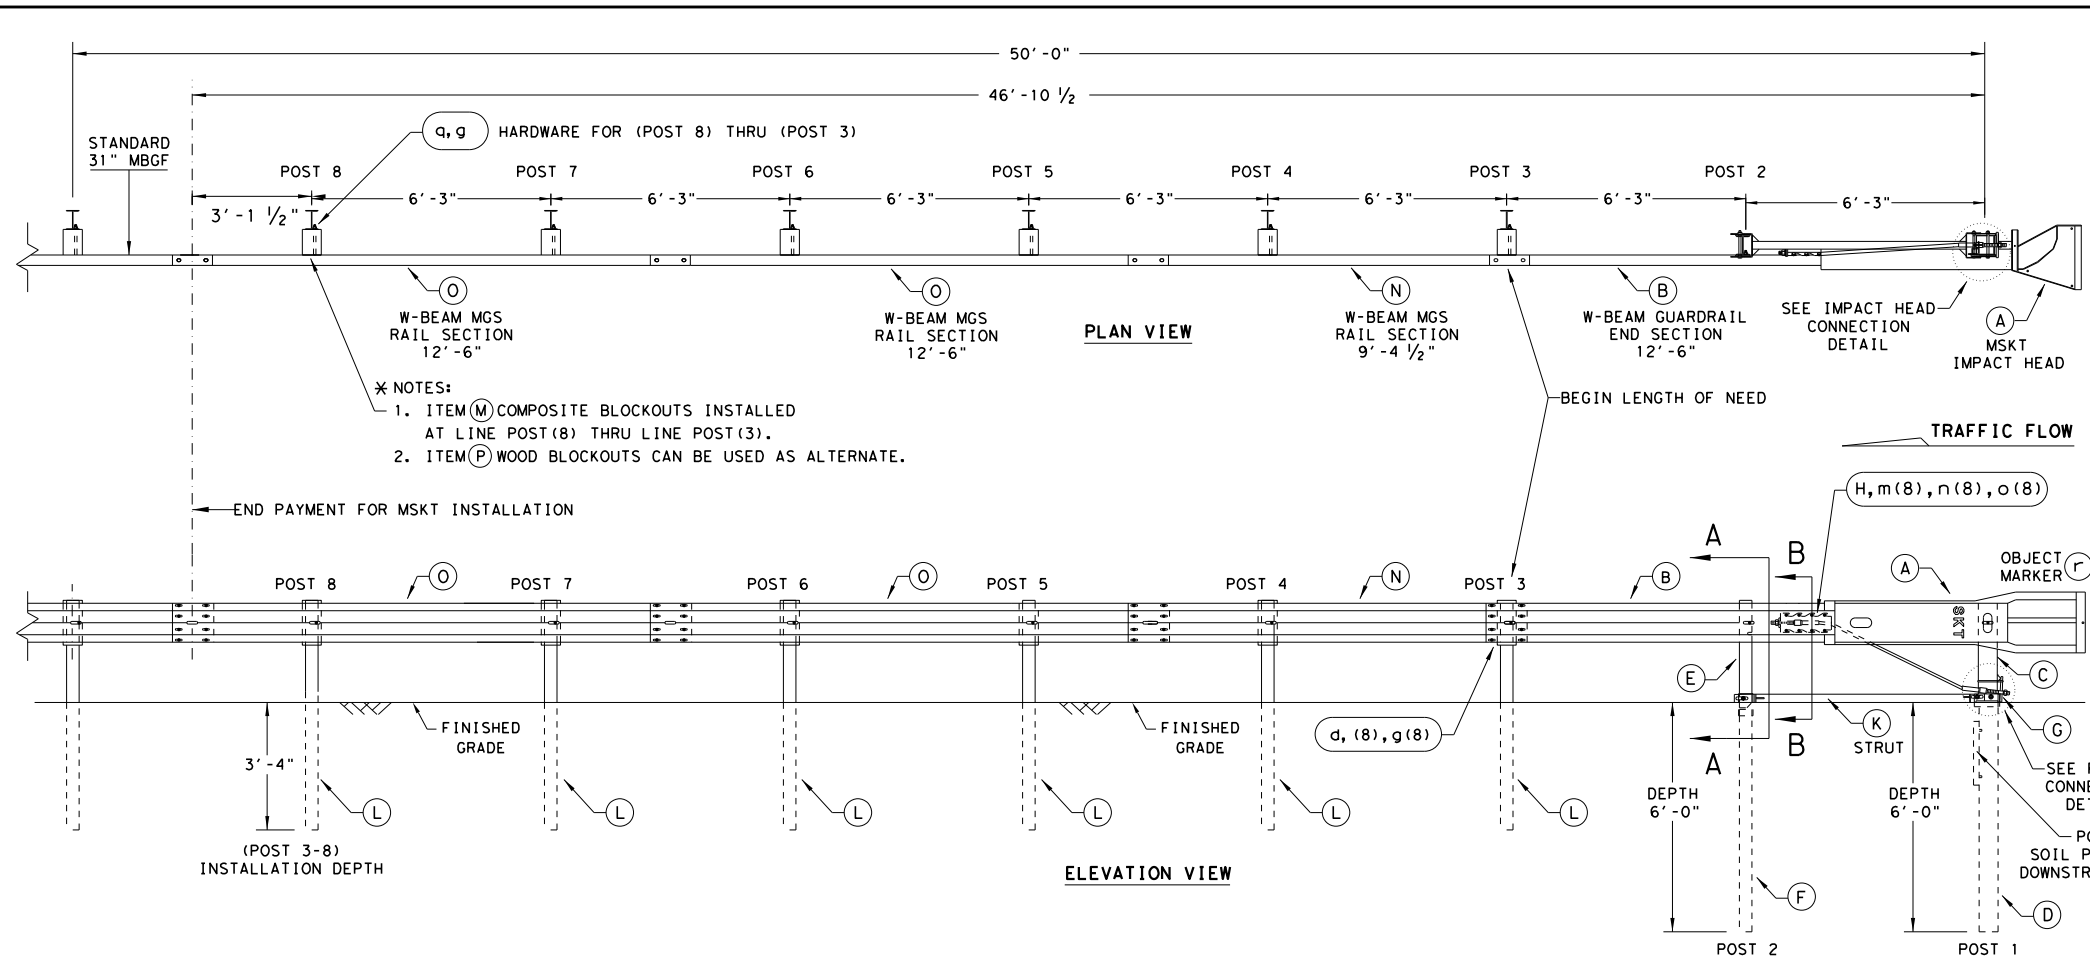 50'-0"
46'-10 ½
STANDARD
31" MBGF
q,g HARDWARE FOR (POST 8) THRU (POST 3)
POST 8 POST 7 POST 6 POST 5 POST 4 POST 3 POST 2
3'-1 ½" 6'-3" 6'-3" 6'-3" 6'-3" 6'-3" 6'-3" 6'-3"
O O N B
W-BEAM MGS
RAIL SECTION
12'-6"
W-BEAM MGS
RAIL SECTION
12'-6"
PLAN VIEW
W-BEAM MGS
RAIL SECTION
9'-4 ½"
W-BEAM GUARDRAIL
END SECTION
12'-6"
SEE IMPACT HEAD
CONNECTION
DETAIL
A
MSKT
IMPACT HEAD
* NOTES:
1. ITEM M COMPOSITE BLOCKOUTS INSTALLED
AT LINE POST(8) THRU LINE POST(3).
2. ITEM P WOOD BLOCKOUTS CAN BE USED AS ALTERNATE.
BEGIN LENGTH OF NEED
TRAFFIC FLOW
END PAYMENT FOR MSKT INSTALLATION
H,m(8),n(8),o(8)
A B
OBJECT
MARKER r
A
POST 8 O POST 7 POST 6 O POST 5 POST 4 N POST 3 B
SKT
E C
FINISHED
GRADE
FINISHED
GRADE
d,(8),g(8)
K
STRUT
G
A B
3'-4"
L L L L L L
DEPTH
6'-0"
DEPTH
6'-0"
SEE
DOWNSTR
SOIL P
(POST 3-8)
INSTALLATION DEPTH
ELEVATION VIEW
F D
POST 2 POST 1